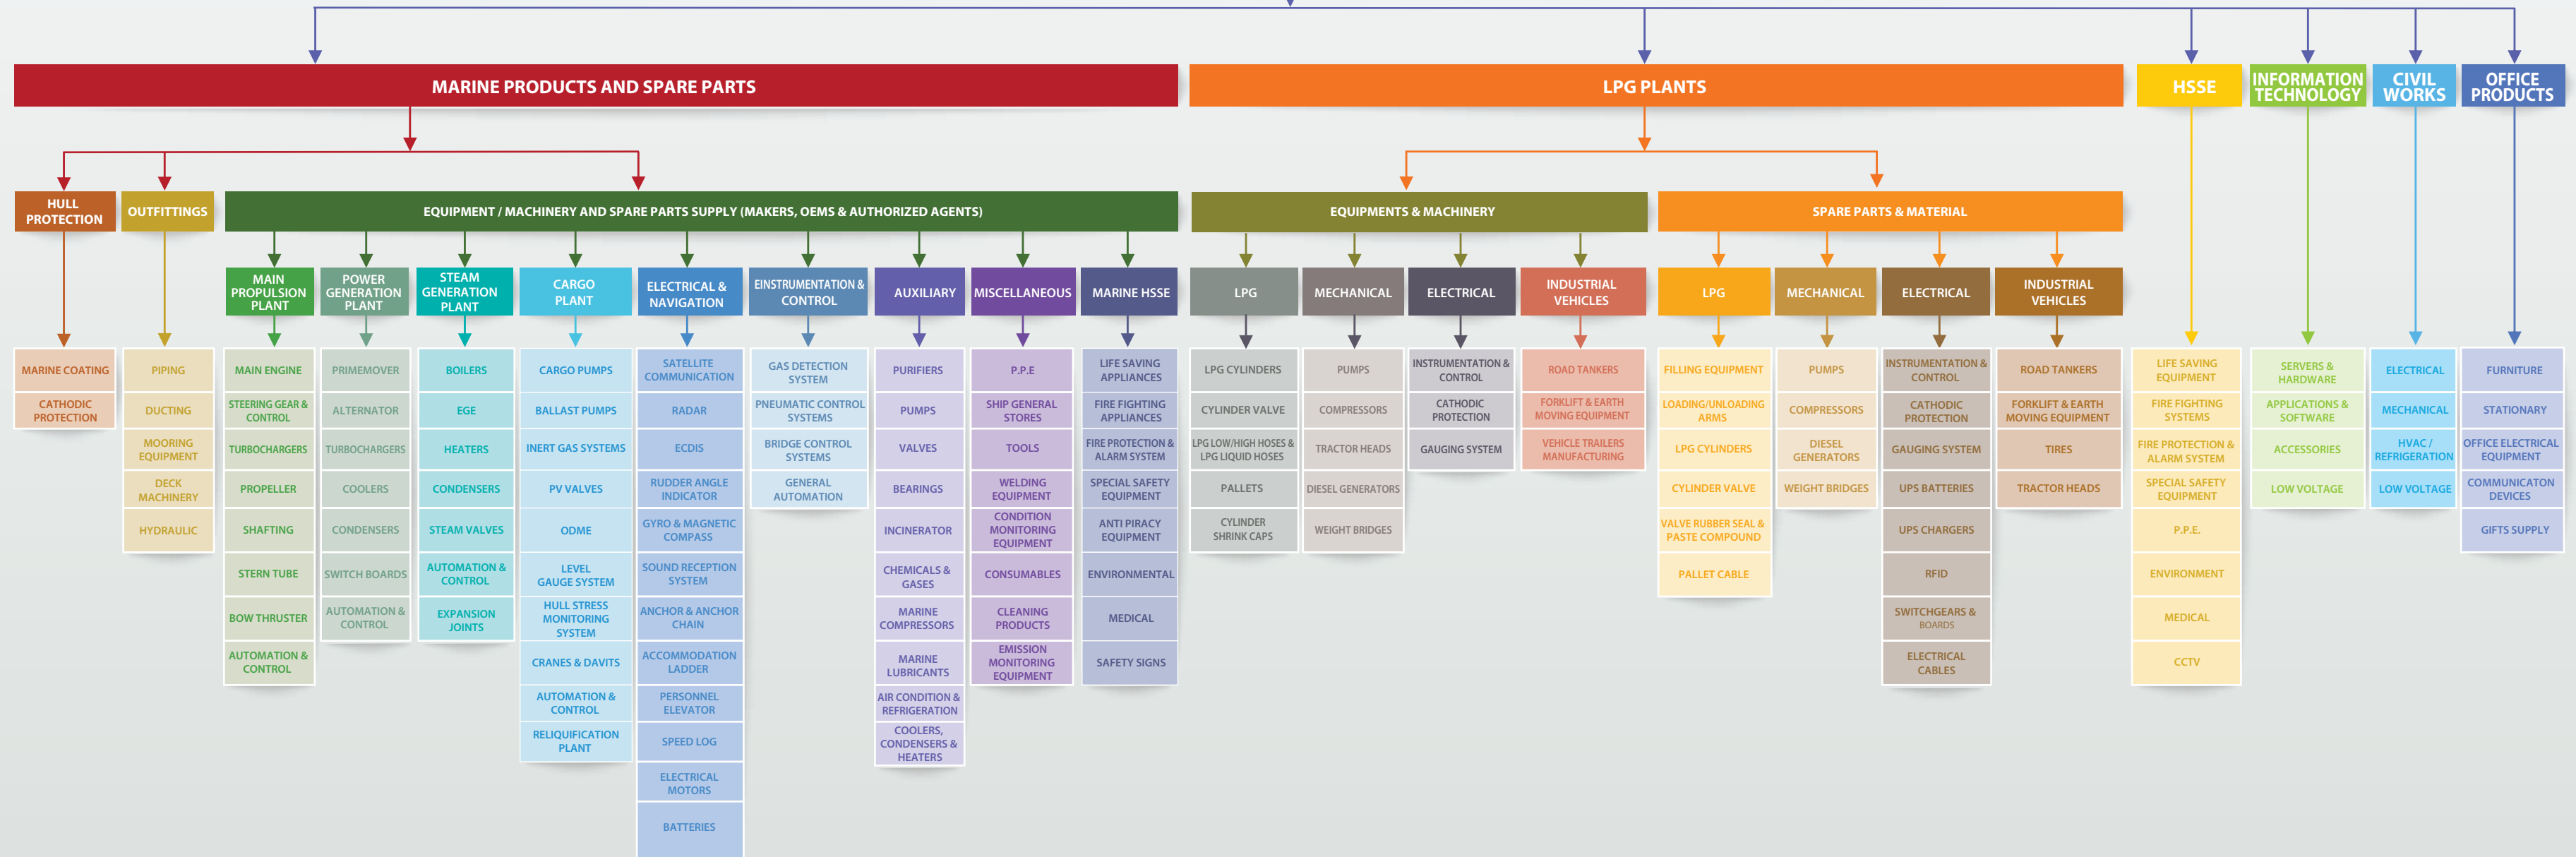 MARINE PRODUCTS AND SPARE PARTS
LPG PLANTS
HSSE
INFORMATION
TECHNOLOGY
CIVIL
WORKS
OFFICE
PRODUCTS
HULL
PROTECTION
OUTFITTINGS
EQUIPMENT / MACHINERY AND SPARE PARTS SUPPLY (MAKERS, OEMS & AUTHORIZED AGENTS)
EQUIPMENTS & MACHINERY
SPARE PARTS & MATERIAL
MAIN
PROPULSION
PLANT
POWER
GENERATION
PLANT
STEAM
GENERATION
PLANT
CARGO
PLANT
ELECTRICAL &
NAVIGATION
EINSTRUMENTATION &
CONTROL
AUXILIARY
MISCELLANEOUS
MARINE HSSE
LPG
MECHANICAL
ELECTRICAL
INDUSTRIAL
VEHICLES
LPG
MECHANICAL
ELECTRICAL
INDUSTRIAL
VEHICLES
MARINE COATING
CATHODIC
PROTECTION
PIPING
DUCTING
MOORING
EQUIPMENT
DECK
MACHINERY
HYDRAULIC
MAIN ENGINE
STEERING GEAR &
CONTROL
TURBOCHARGERS
PROPELLER
SHAFTING
STERN TUBE
BOW THRUSTER
AUTOMATION &
CONTROL
PRIMEMOVER
ALTERNATOR
TURBOCHARGERS
COOLERS
CONDENSERS
SWITCH BOARDS
AUTOMATION &
CONTROL
BOILERS
EGE
HEATERS
CONDENSERS
STEAM VALVES
AUTOMATION &
CONTROL
EXPANSION
JOINTS
CARGO PUMPS
BALLAST PUMPS
INERT GAS SYSTEMS
PV VALVES
ODME
LEVEL
GAUGE SYSTEM
HULL STRESS
MONITORING
SYSTEM
CRANES & DAVITS
AUTOMATION &
CONTROL
RELIQUIFICATION
PLANT
SATELLITE
COMMUNICATION
RADAR
ECDIS
RUDDER ANGLE
INDICATOR
GYRO & MAGNETIC
COMPASS
SOUND RECEPTION
SYSTEM
ANCHOR & ANCHOR
CHAIN
ACCOMMODATION
LADDER
PERSONNEL
ELEVATOR
SPEED LOG
ELECTRICAL
MOTORS
BATTERIES
GAS DETECTION
SYSTEM
PNEUMATIC CONTROL
SYSTEMS
BRIDGE CONTROL
SYSTEMS
GENERAL
AUTOMATION
PURIFIERS
PUMPS
VALVES
BEARINGS
INCINERATOR
CHEMICALS &
GASES
MARINE
COMPRESSORS
MARINE
LUBRICANTS
AIR CONDITION &
REFRIGERATION
COOLERS,
CONDENSERS &
HEATERS
P.P.E
SHIP GENERAL
STORES
TOOLS
WELDING
EQUIPMENT
CONDITION
MONITORING
EQUIPMENT
CONSUMABLES
CLEANING
PRODUCTS
EMISSION
MONITORING
EQUIPMENT
LIFE SAVING
APPLIANCES
FIRE FIGHTING
APPLIANCES
FIRE PROTECTION &
ALARM SYSTEM
SPECIAL SAFETY
EQUIPMENT
ANTI PIRACY
EQUIPMENT
ENVIRONMENTAL
MEDICAL
SAFETY SIGNS
LPG CYLINDERS
CYLINDER VALVE
LPG LOW/HIGH HOSES &
LPG LIQUID HOSES
PALLETS
CYLINDER
SHRINK CAPS
PUMPS
COMPRESSORS
TRACTOR HEADS
DIESEL GENERATORS
WEIGHT BRIDGES
INSTRUMENTATION &
CONTROL
CATHODIC
PROTECTION
GAUGING SYSTEM
ROAD TANKERS
FORKLIFT & EARTH
MOVING EQUIPMENT
VEHICLE TRAILERS
MANUFACTURING
FILLING EQUIPMENT
LOADING/UNLOADING
ARMS
LPG CYLINDERS
CYLINDER VALVE
VALVE RUBBER SEAL &
PASTE COMPOUND
PALLET CABLE
PUMPS
COMPRESSORS
DIESEL
GENERATORS
WEIGHT BRIDGES
INSTRUMENTATION &
CONTROL
CATHODIC
PROTECTION
GAUGING SYSTEM
UPS BATTERIES
UPS CHARGERS
RFID
SWITCHGEARS &
BOARDS
ELECTRICAL
CABLES
ROAD TANKERS
FORKLIFT & EARTH
MOVING EQUIPMENT
TIRES
TRACTOR HEADS
LIFE SAVING
EQUIPMENT
FIRE FIGHTING
SYSTEMS
FIRE PROTECTION &
ALARM SYSTEM
SPECIAL SAFETY
EQUIPMENT
P.P.E.
ENVIRONMENT
MEDICAL
CCTV
SERVERS &
HARDWARE
APPLICATIONS &
SOFTWARE
ACCESSORIES
LOW VOLTAGE
ELECTRICAL
MECHANICAL
HVAC /
REFRIGERATION
LOW VOLTAGE
FURNITURE
STATIONARY
OFFICE ELECTRICAL
EQUIPMENT
COMMUNICATON
DEVICES
GIFTS SUPPLY